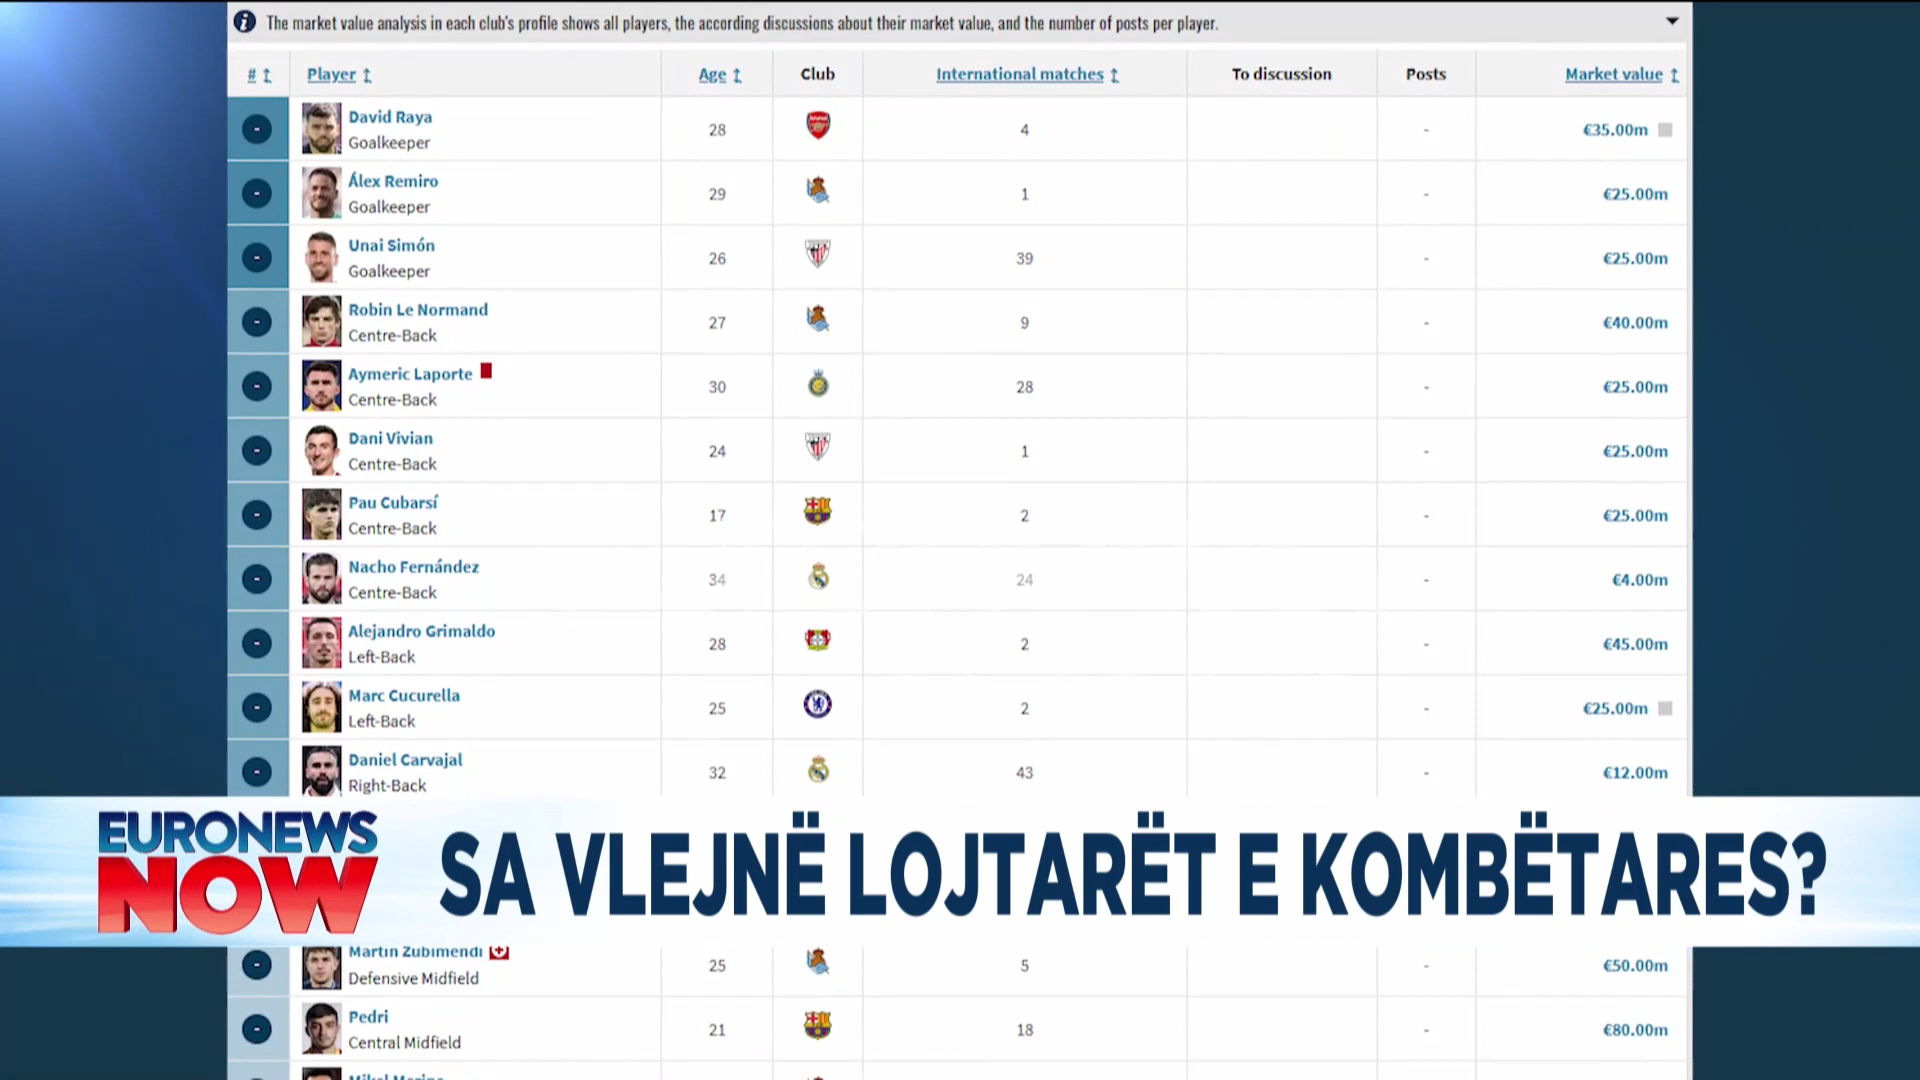 The market value analysis in each club's profile shows all players, the according discussions about their market value, and the number of posts per player.
# Player Age Club International matches To discussion Posts Market value
David Raya
Goalkeeper
28 4 - €35.00m
Álex Remiro
Goalkeeper
29 1 - €25.00m
Unai Simón
Goalkeeper
26 39 - €25.00m
Robin Le Normand
Centre-Back
27 9 - €40.00m
Aymeric Laporte
Centre-Back
30 28 - €25.00m
Dani Vivian
Centre-Back
24 1 - €25.00m
Pau Cubarsí
Centre-Back
17 2 - €25.00m
Nacho Fernández
Centre-Back
34 24 - €4.00m
Alejandro Grimaldo
Left-Back
28 2 - €45.00m
Marc Cucurella
Left-Back
25 2 - €25.00m
Daniel Carvajal
Right-Back
32 43 - €12.00m
EURONEWS
NOW
SA VLEJNË LOJTARËT E KOMBËTARES?
Martín Zubimendi
Defensive Midfield
25 5 - €50.00m
Pedri
Central Midfield
21 18 - €80.00m